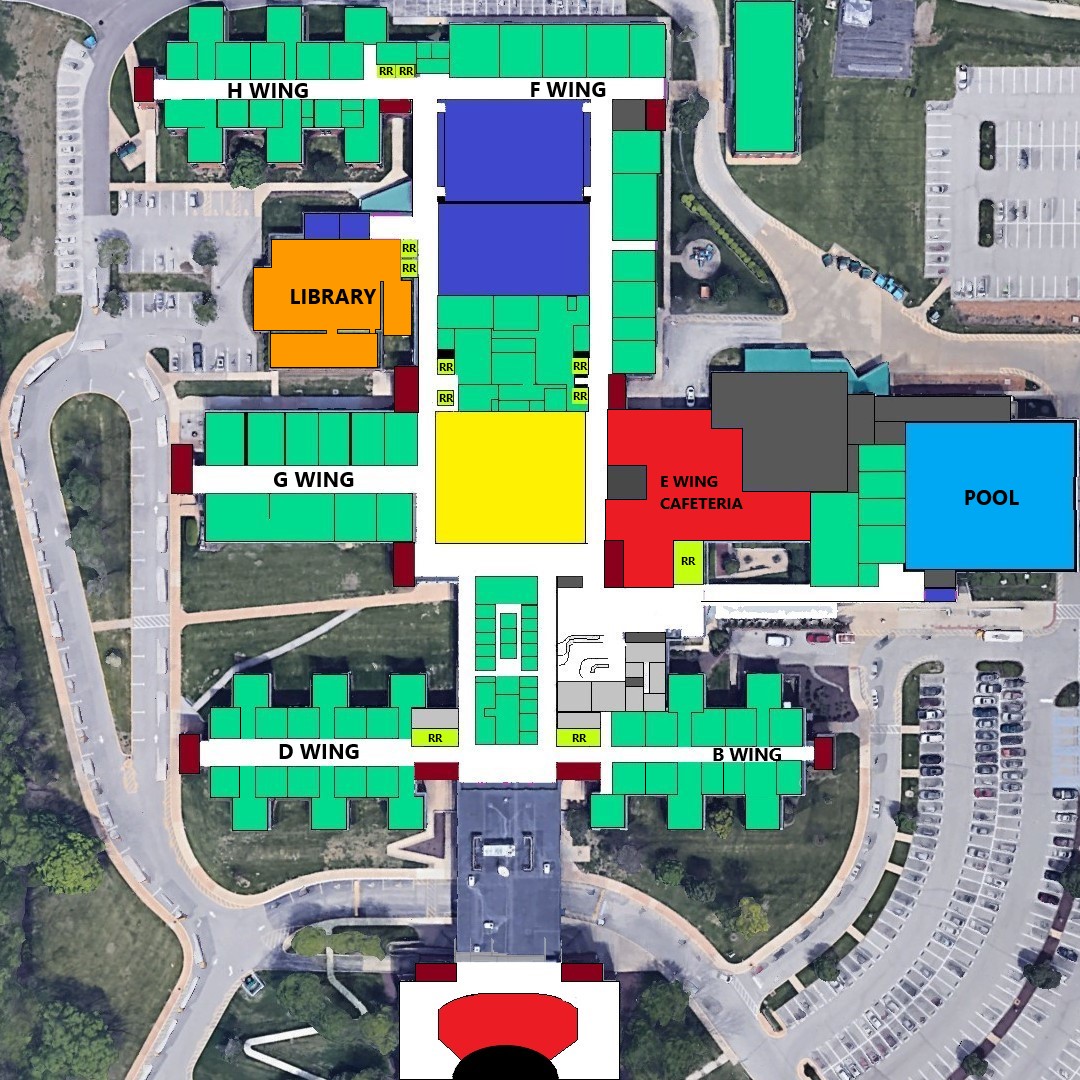 RR RR
H WING
F WING
RR
RR
LIBRARY
RR
RR
RR
RR
G WING
E WING
CAFETERIA
POOL
RR
RR
RR
D WING
B WING